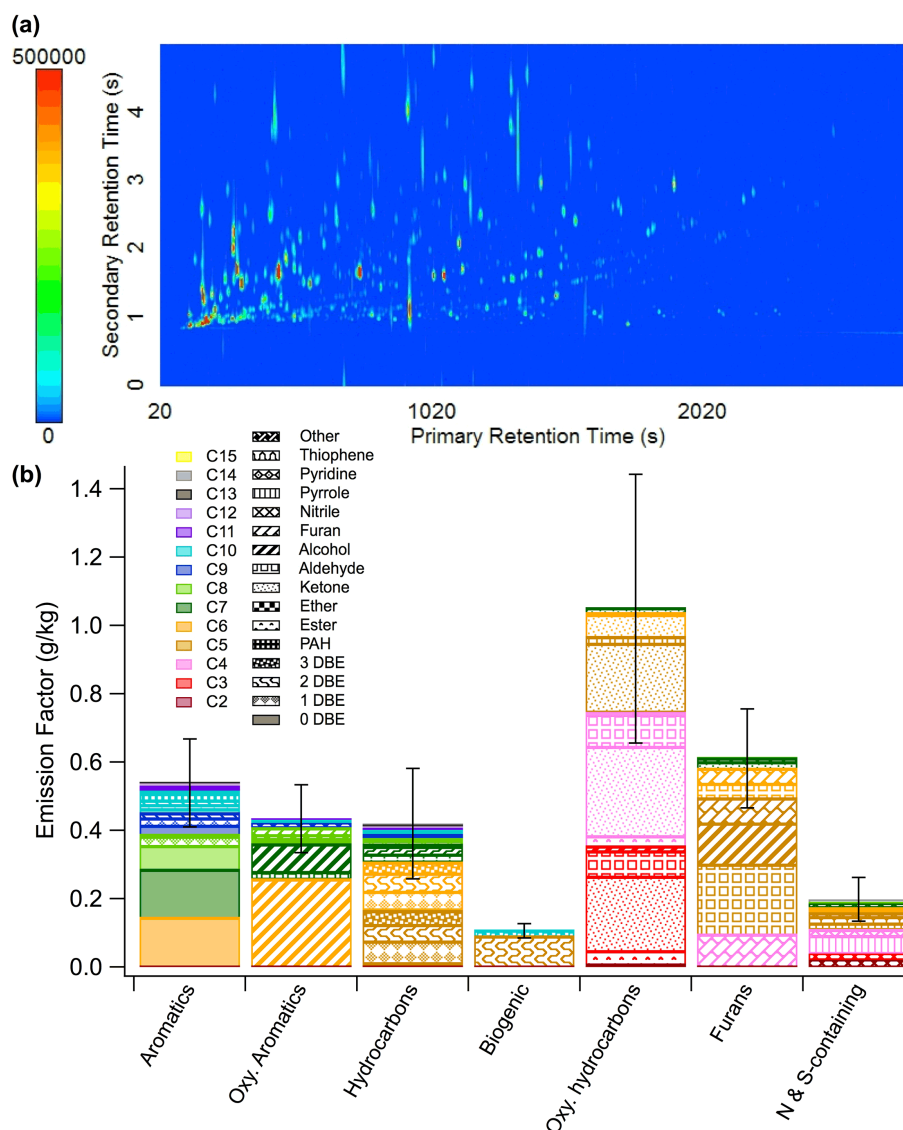 (a)
500000
0
Secondary Retention Time (s)
4
3
2
1
0
20 1020 2020
Primary Retention Time (s)
(b)
Emission Factor (g/kg)
1.4
1.2
1.0
0.8
0.6
0.4
0.2
0.0
C15
C14
C13
C12
C11
C10
C9
C8
C7
C6
C5
C4
C3
C2
Other
Thiophene
Pyridine
Pyrrole
Nitrile
Furan
Alcohol
Aldehyde
Ketone
Ether
Ester
PAH
3 DBE
2 DBE
1 DBE
0 DBE
Aromatics
Oxy. Aromatics
Hydrocarbons
Biogenic
Oxy. hydrocarbons
Furans
N & S-containing